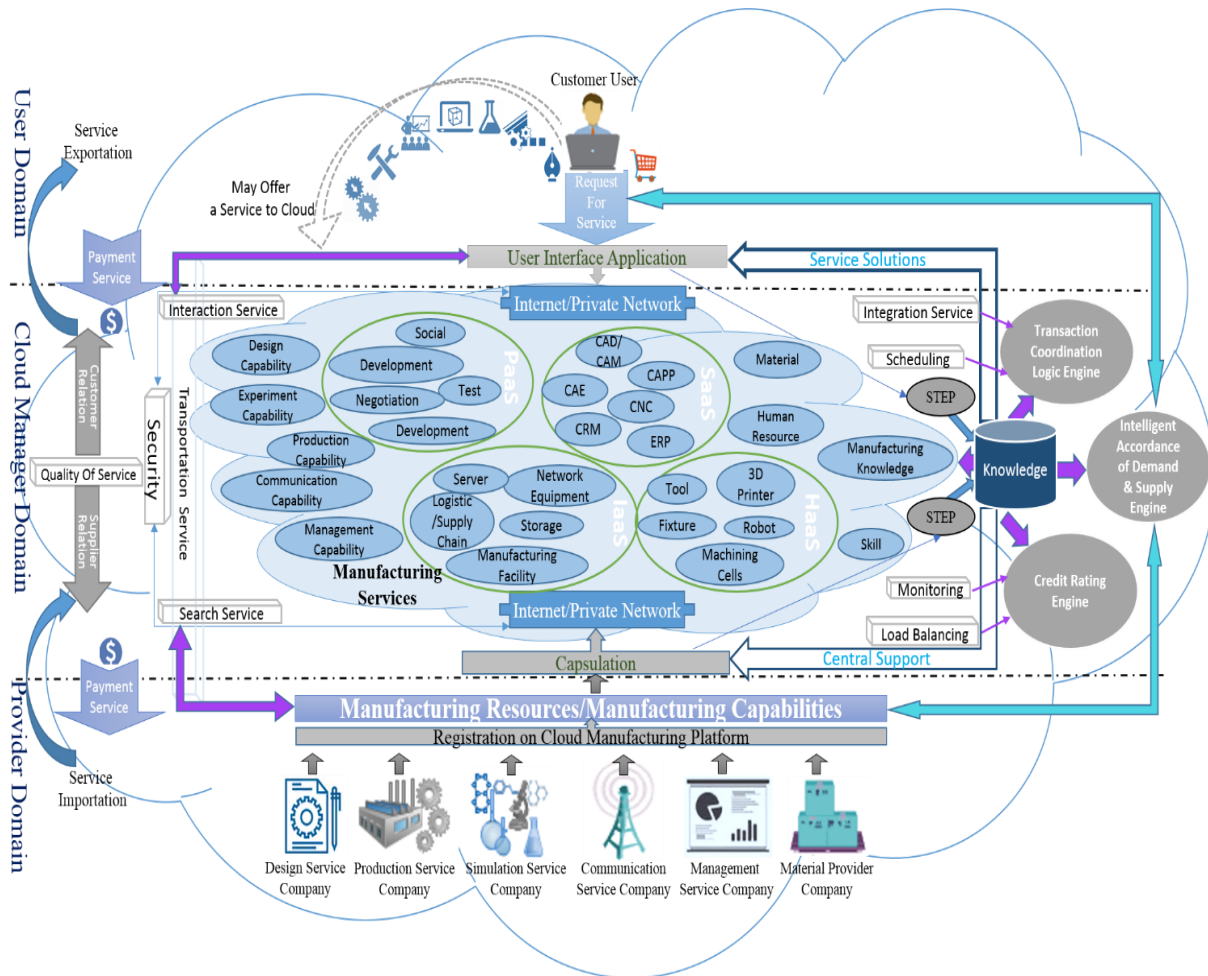 Customer User
User Domain
Service
Exportation
May Offer
a Service to Cloud
Request
For
Service
Payment
Service
$
User Interface Application
Service Solutions
Interaction Service
Internet/Private Network
Integration Service
Scheduling
Transaction
Coordination
Logic Engine
Cloud Manager Domain
Customer
Relation
Quality Of Service
Supplier
Relation
Security
Transportation Service
Design
Capability
Experiment
Capability
Production
Capability
Communication
Capability
Management
Capability
Manufacturing
Services
PaaS
Social
Development
Test
Negotiation
Development
SaaS
CAD/
CAM
CAPP
CAE
CNC
CRM
ERP
Material
Human
Resource
Manufacturing
Knowledge
Skill
IaaS
Server
Network
Equipment
Logistic
/Supply
Chain
Storage
Manufacturing
Facility
HaaS
Tool
3D
Printer
Fixture
Robot
Machining
Cells
STEP
Knowledge
STEP
Intelligent
Accordance
of Demand
& Supply
Engine
Monitoring
Load Balancing
Credit Rating
Engine
Search Service
Internet/Private Network
Capsulation
Central Support
Provider Domain
$
Payment
Service
Service
Importation
Manufacturing Resources/Manufacturing Capabilities
Registration on Cloud Manufacturing Platform
Design Service
Company
Production Service
Company
Simulation Service
Company
Communication
Service Company
Management
Service Company
Material Provider
Company